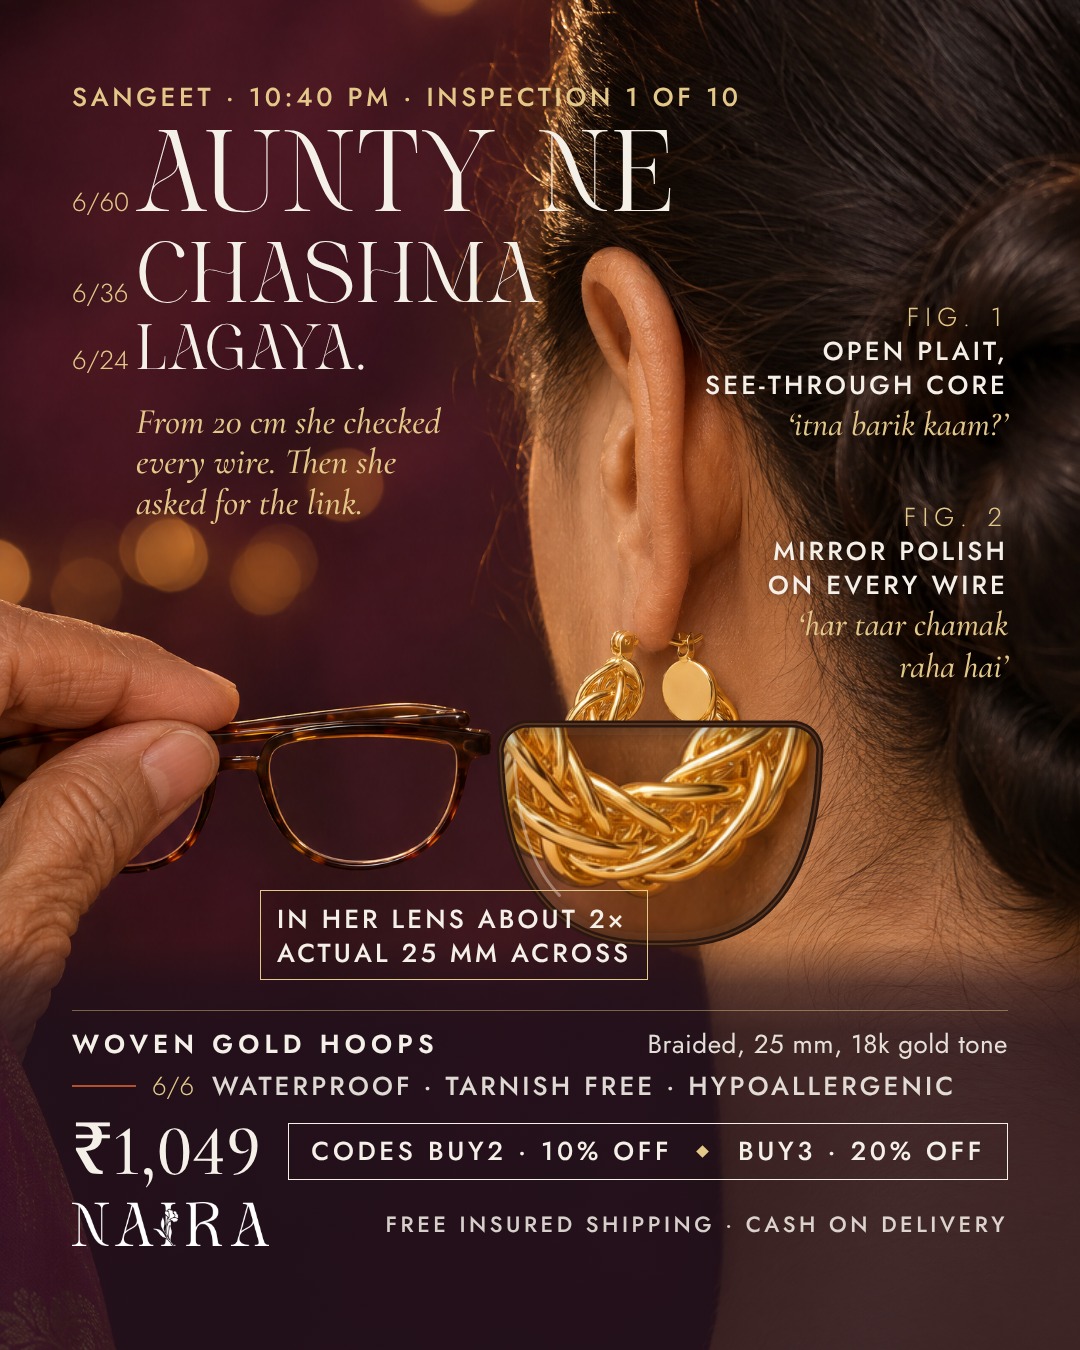 SANGEET · 10:40 PM · INSPECTION 1 OF 10
6/60 AUNTY NE
6/36 CHASHMA
6/24 LAGAYA.
From 20 cm she checked
every wire. Then she
asked for the link.
FIG. 1
OPEN PLAIT,
SEE-THROUGH CORE
‘itna barik kaam?’
FIG. 2
MIRROR POLISH
ON EVERY WIRE
‘har taar chamak
raha hai’
IN HER LENS ABOUT 2×
ACTUAL 25 MM ACROSS
WOVEN GOLD HOOPS
Braided, 25 mm, 18k gold tone
6/6 WATERPROOF · TARNISH FREE · HYPOALLERGENIC
₹1,049
CODES BUY2 · 10% OFF ◆ BUY3 · 20% OFF
NAIRA
FREE INSURED SHIPPING · CASH ON DELIVERY